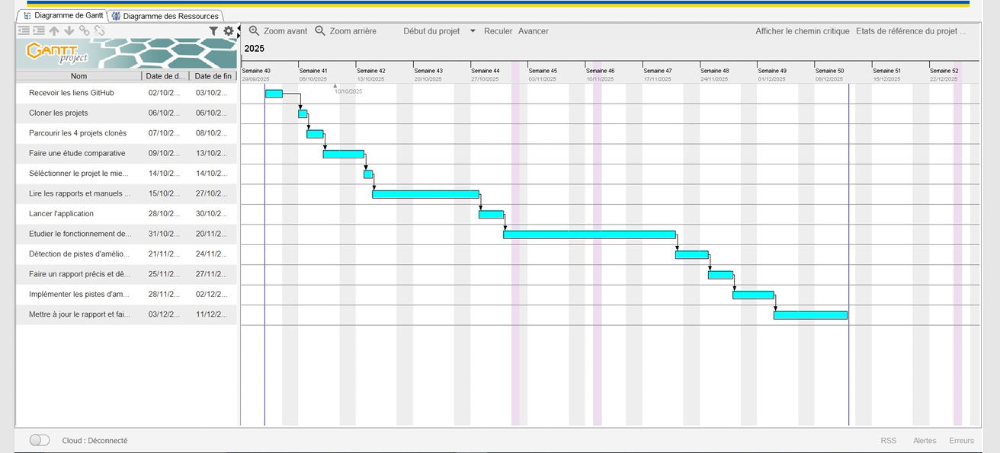 Diagramme de Gantt
Diagramme des Ressources
Zoom avant
Zoom arrière
Début du projet
Reculer
Avancer
Afficher le chemin critique
Etats de référence du projet ...
GANTT
project
2025
Nom
Date de d...
Date de fin
Semaine 40
Semaine 41
Semaine 42
Semaine 43
Semaine 44
Semaine 45
Semaine 46
Semaine 47
Semaine 48
Semaine 49
Semaine 50
Semaine 51
Semaine 52
29/09/2025
06/10/2025
13/10/2025
20/10/2025
27/10/2025
03/11/2025
10/11/2025
17/11/2025
24/11/2025
01/12/2025
08/12/2025
15/12/2025
22/12/2025
10/10/2025
Recevoir les liens GitHub 02/10/2... 03/10/2...
Cloner les projets 06/10/2... 06/10/2...
Parcourir les 4 projets clonés 07/10/2... 08/10/2...
Faire une étude comparative 09/10/2... 13/10/2...
Séléctionner le projet le mie... 14/10/2... 14/10/2...
Lire les rapports et manuels ... 15/10/2... 27/10/2...
Lancer l'application 28/10/2... 30/10/2...
Etudier le fonctionnement de... 31/10/2... 20/11/2...
Détection de pistes d'amélio... 21/11/2... 24/11/2...
Faire un rapport précis et dé... 25/11/2... 27/11/2...
Implémenter les pistes d'am... 28/11/2... 02/12/2...
Mettre à jour le rapport et fai... 03/12/2... 11/12/2...
Cloud : Déconnecté
RSS
Alertes
Erreurs